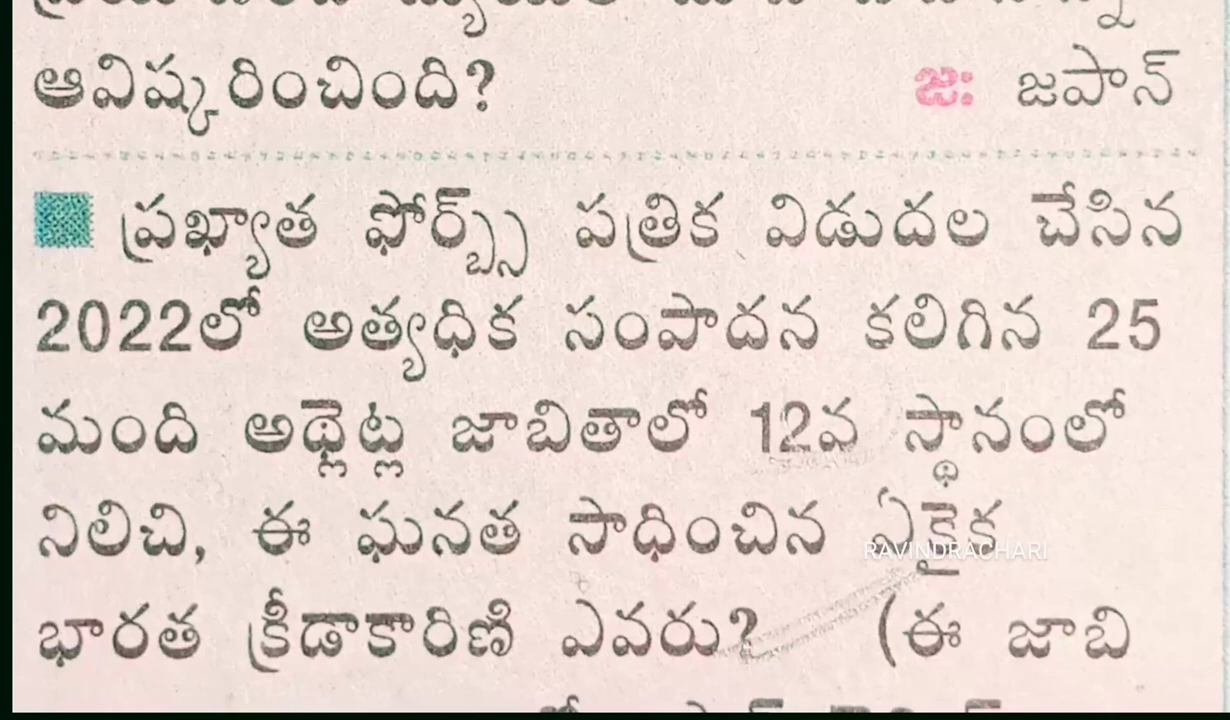 ఆవిష్కరించింది? జ: జపాన్
ప్రఖ్యాత ఫోర్బ్స్ పత్రిక విడుదల చేసిన
2022లో అత్యధిక సంపాదన కలిగిన 25
మంది అథ్లెట్ల జాబితాలో 12వ స్థానంలో
నిలిచి, ఈ ఘనత సాధించిన ఏకైక
RAVINDRACHARI
భారత క్రీడాకారిణి ఎవరు? (ఈ జాబి